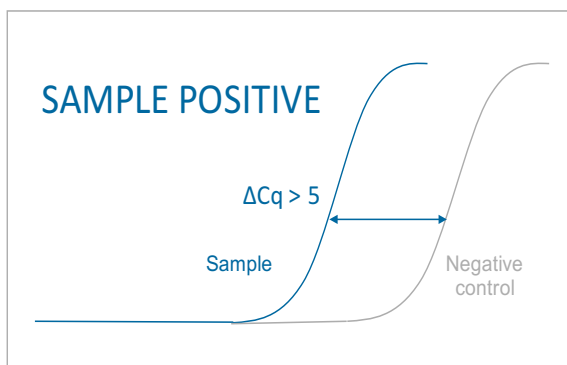 SAMPLE POSITIVE
ΔCq > 5
Sample
Negative
control